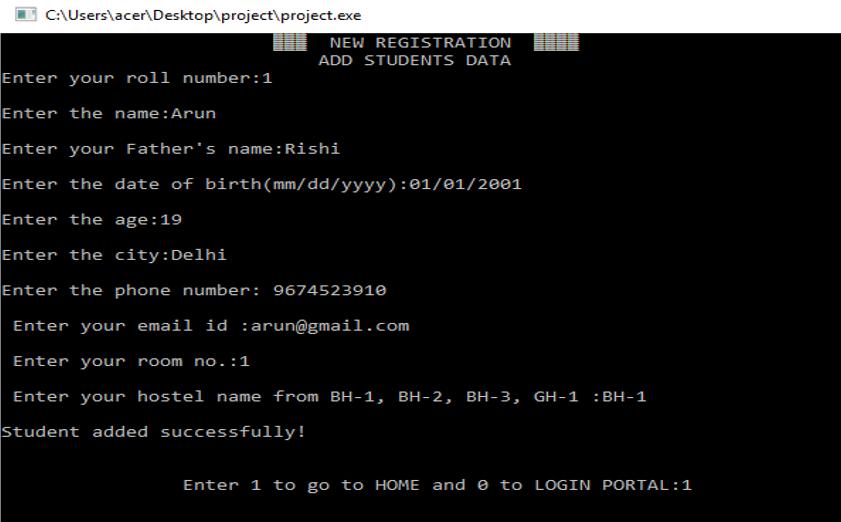 C:\Users\acer\Desktop\project\project.exe
NEW REGISTRATION
ADD STUDENTS DATA
Enter your roll number:1
Enter the name:Arun
Enter your Father's name:Rishi
Enter the date of birth(mm/dd/yyyy):01/01/2001
Enter the age:19
Enter the city:Delhi
Enter the phone number: 9674523910
Enter your email id :arun@gmail.com
Enter your room no.:1
Enter your hostel name from BH-1, BH-2, BH-3, GH-1 :BH-1
Student added successfully!
Enter 1 to go to HOME and 0 to LOGIN PORTAL:1